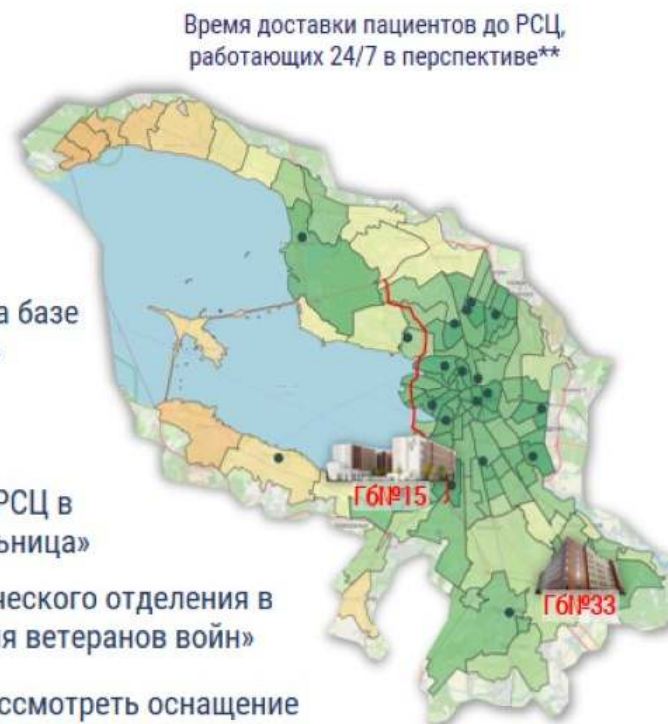 Время доставки пациентов до РСЦ,
работающих 24/7 в перспективе**
а базе
РСЦ в
ьница»
ческого отделения в
я ветеранов войн»
ссмотреть оснащение
Гб№15
Гб№33